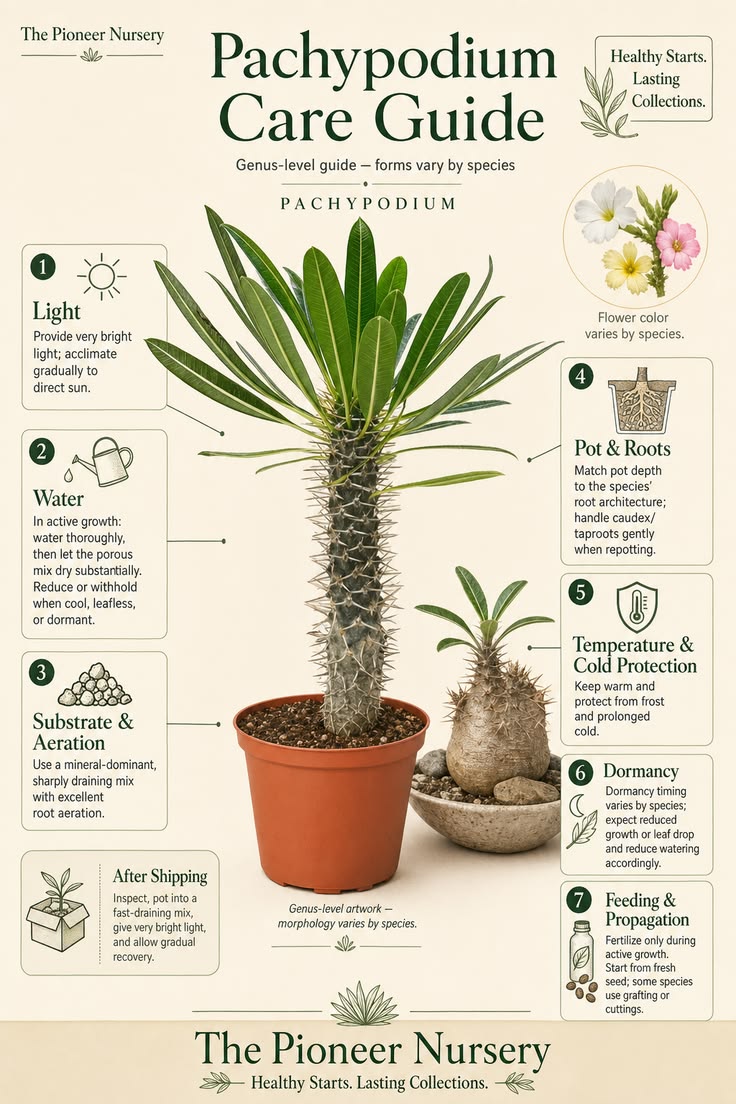 The Pioneer Nursery
Pachypodium
Care Guide
Genus-level guide – forms vary by species
PACHYPODIUM
Healthy Starts.
Lasting
Collections.
Flower color
varies by species.
1
Light
Provide very bright
light; acclimate
gradually to
direct sun.
2
Water
In active growth:
water thoroughly,
then let the porous
mix dry substantially.
Reduce or withhold
when cool, leafless,
or dormant.
3
Substrate &
Aeration
Use a mineral-dominant,
sharply draining mix
with excellent
root aeration.
After Shipping
Inspect, pot into a
fast-draining mix,
give very bright light,
and allow gradual
recovery.
4
Pot & Roots
Match pot depth
to the species’
root architecture;
handle caudex/
taproots gently
when repotting.
5
Temperature &
Cold Protection
Keep warm and
protect from frost
and prolonged
cold.
6
Dormancy
Dormancy timing
varies by species;
expect reduced
growth or leaf drop
and reduce watering
accordingly.
7
Feeding &
Propagation
Fertilize only during
active growth.
Start from fresh
seed; some species
use grafting or
cuttings.
Genus-level artwork –
morphology varies by species.
The Pioneer Nursery
Healthy Starts. Lasting Collections.